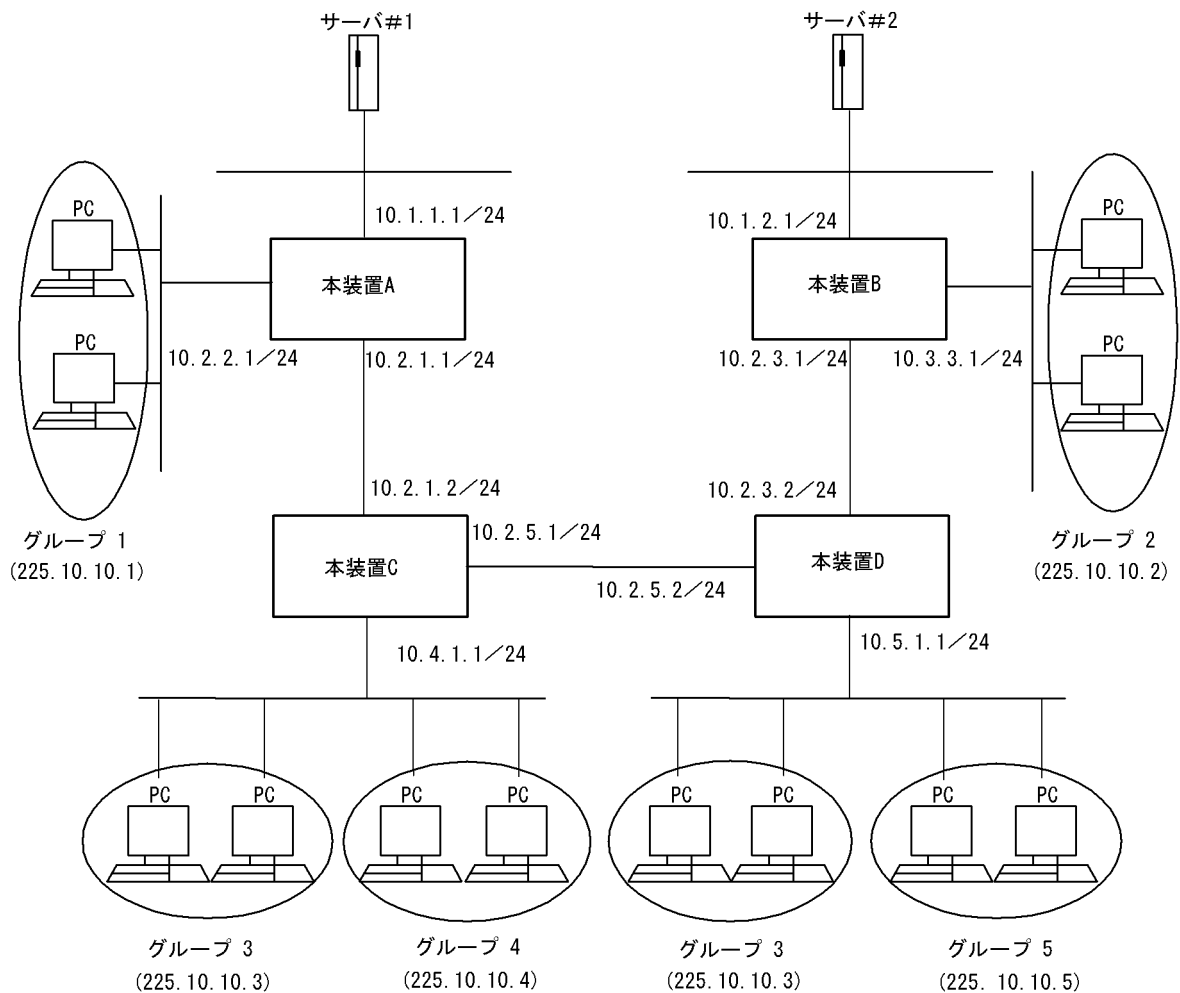 サーバ#1
サーバ#2
10.1.1.1／24
10.1.2.1／24
PC
PC
本装置A
本装置B
PC
PC
10.2.2.1／24
10.2.1.1／24
10.2.3.1／24
10.3.3.1／24
10.2.1.2／24
10.2.3.2／24
グループ 1
(225.10.10.1)
グループ 2
(225.10.10.2)
10.2.5.1／24
本装置C
本装置D
10.2.5.2／24
10.4.1.1／24
10.5.1.1／24
PC
PC
PC
PC
PC
PC
PC
PC
グループ 3
(225.10.10.3)
グループ 4
(225.10.10.4)
グループ 3
(225.10.10.3)
グループ 5
(225. 10.10.5)